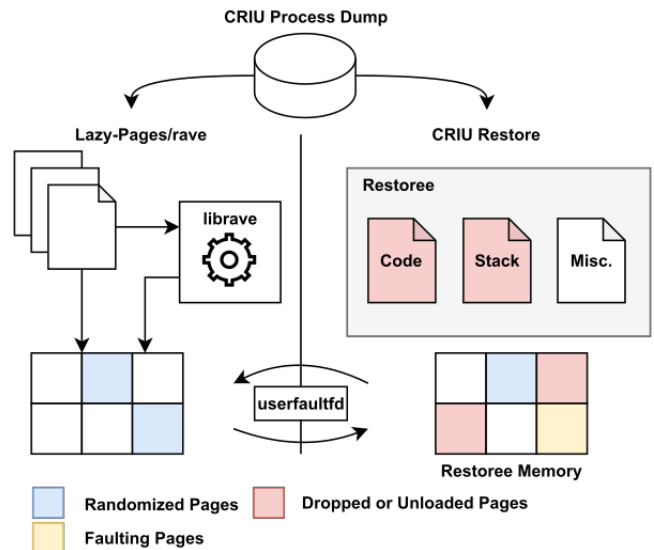 CRIU Process Dump
Lazy-Pages/rave
CRIU Restore
Restoree
librave
Code
Stack
Misc.
userfaultfd
Restoree Memory
Randomized Pages
Dropped or Unloaded Pages
Faulting Pages